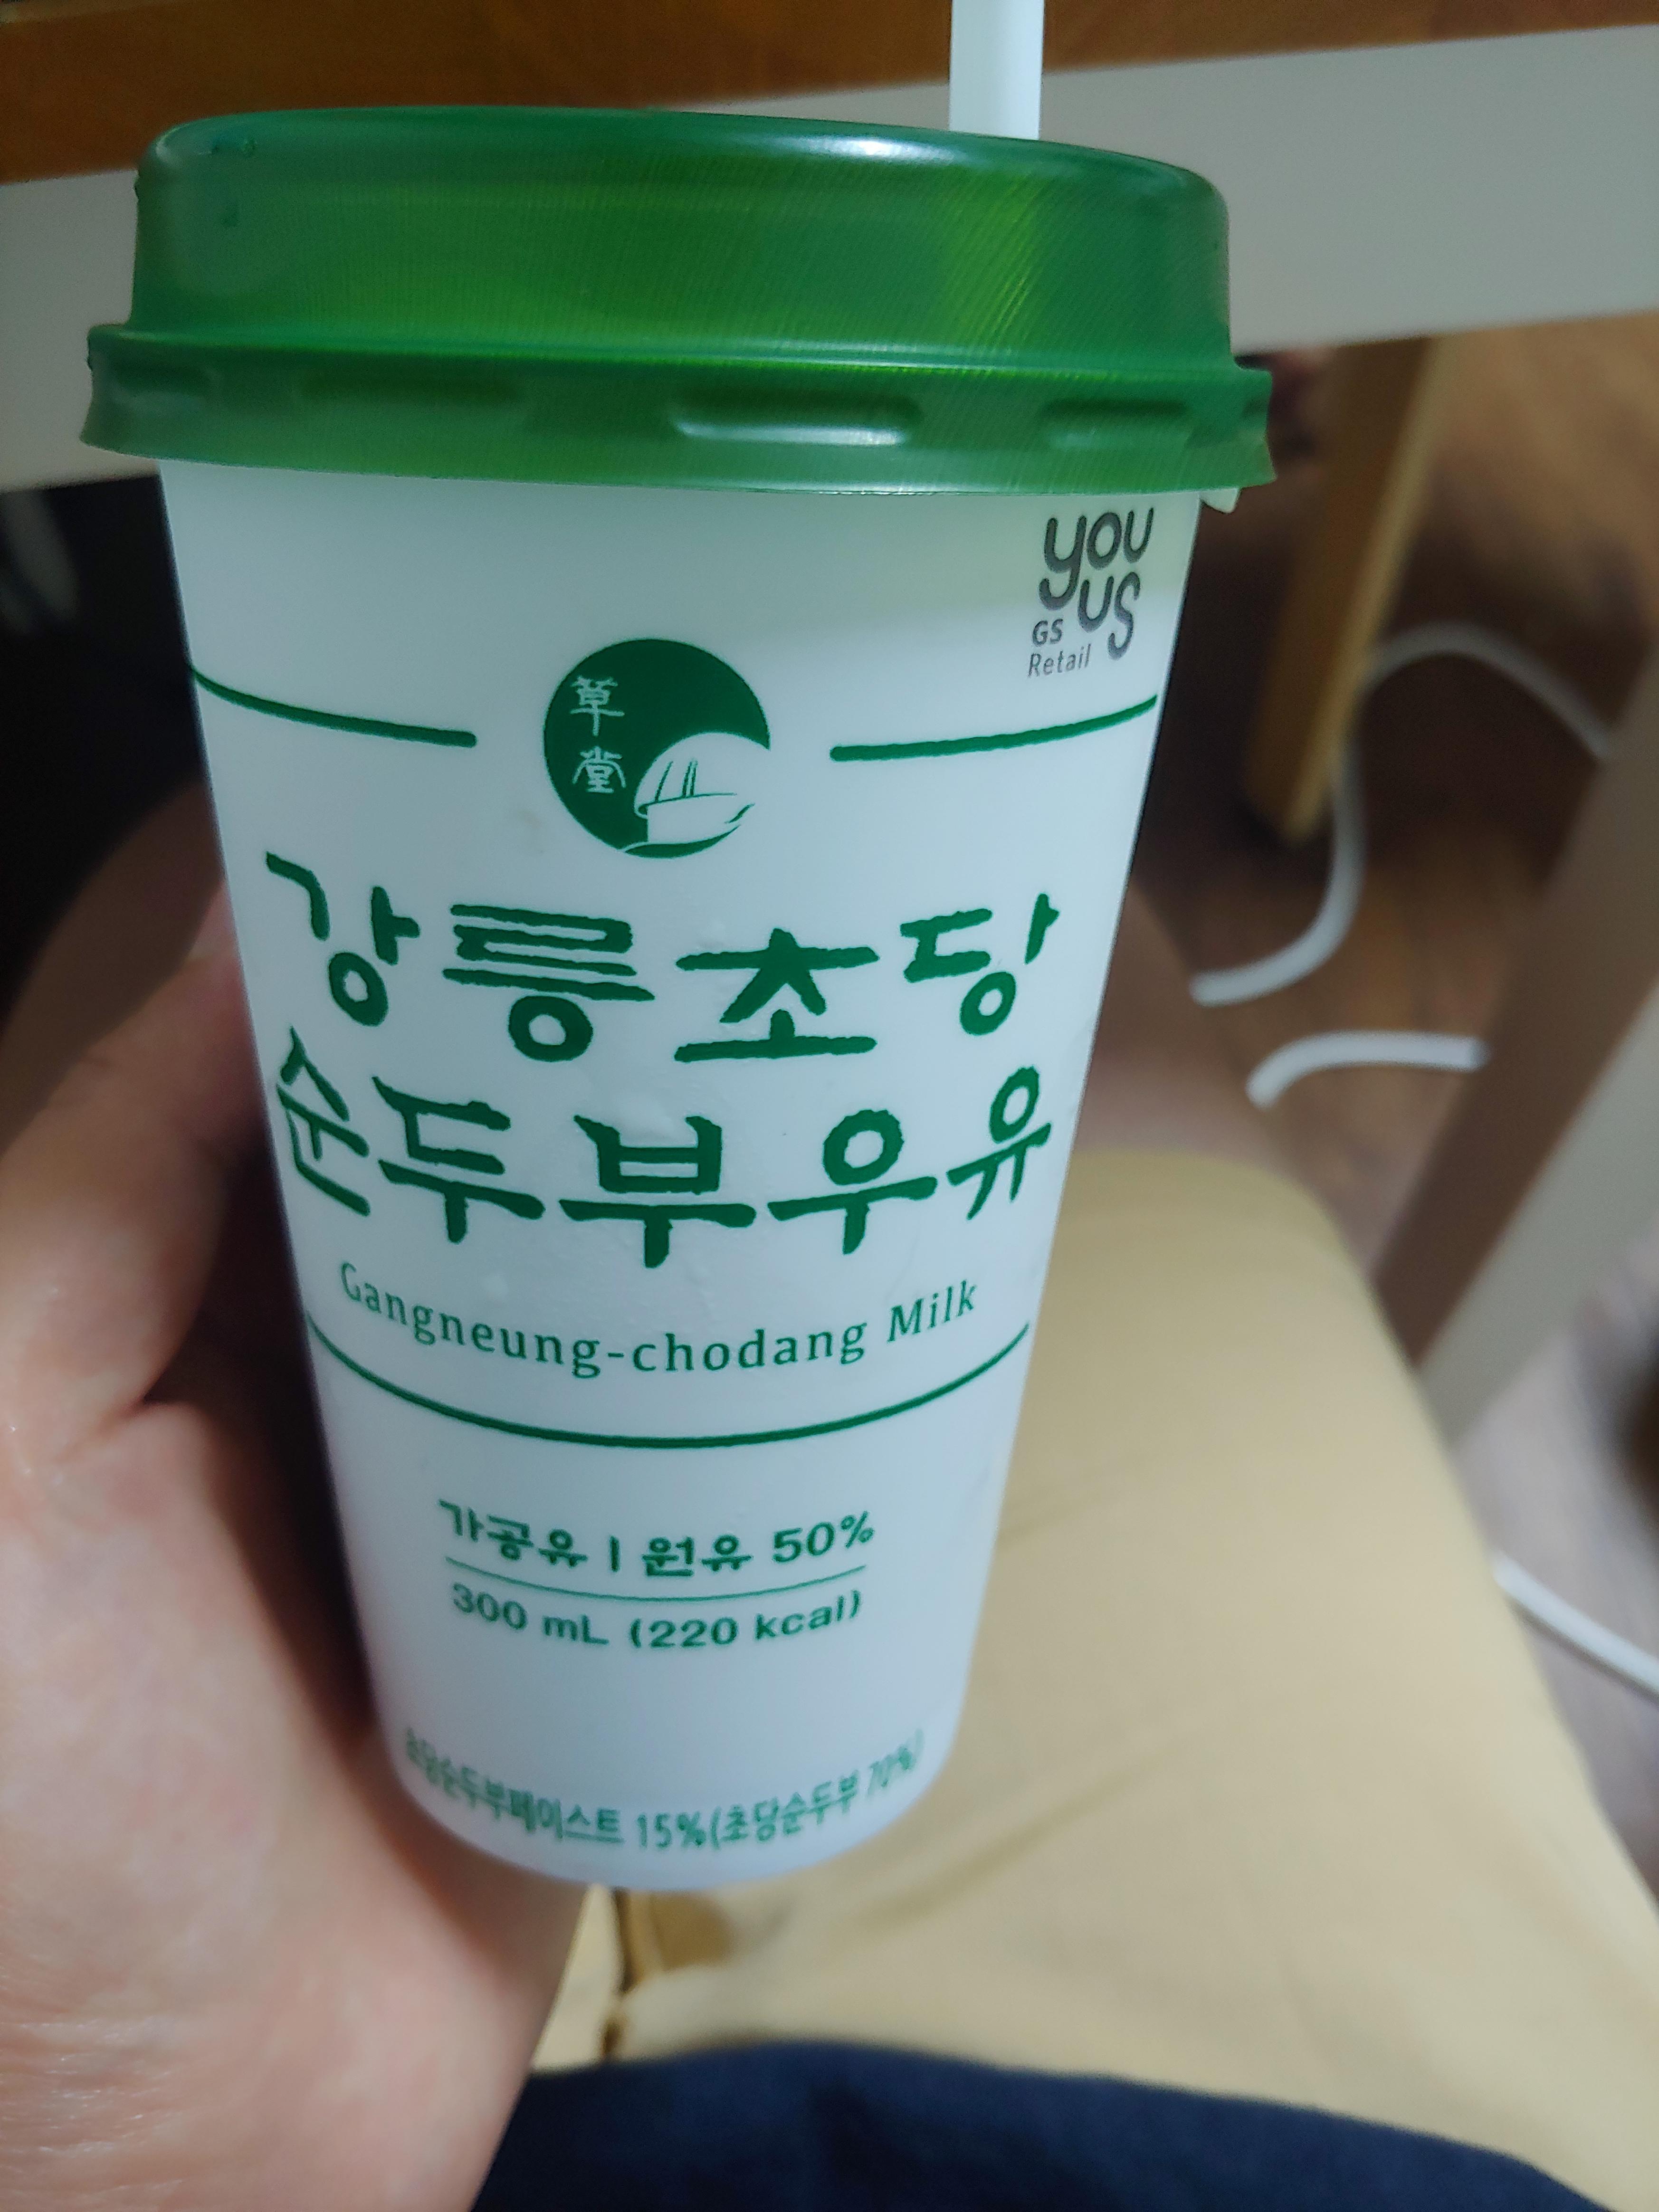 you
us
GS
Retail
草
堂
강릉초당
순두부우유
Gangneung-chodang Milk
가공유 | 원유 50%
300 mL (220 kcal)
초당순두부페이스트 15%(초당순두부 70%)